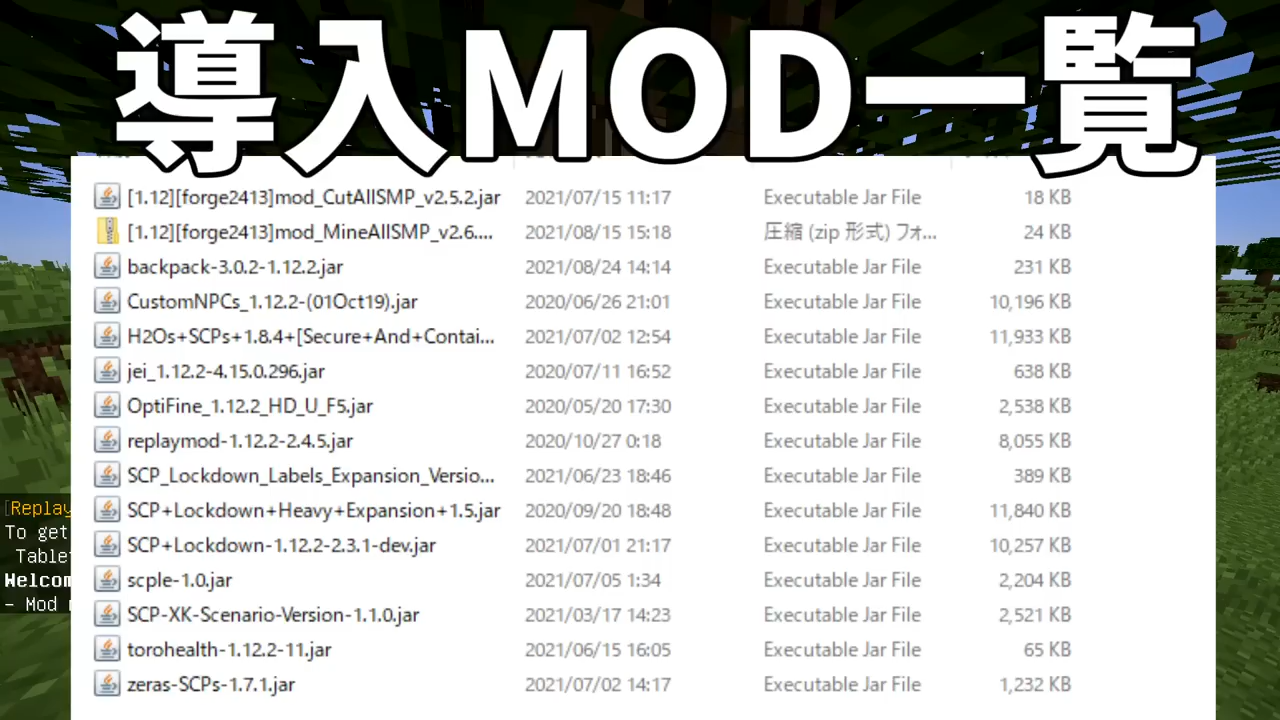 導入MOD一覧
[1.12][forge2413]mod_CutAllSMP_v2.5.2.jar 2021/07/15 11:17 Executable Jar File 18 KB
[1.12][forge2413]mod_MineAllSMP_v2.6.... 2021/08/15 15:18 圧縮 (zip 形式) フォ... 24 KB
backpack-3.0.2-1.12.2.jar 2021/08/24 14:14 Executable Jar File 231 KB
CustomNPCs_1.12.2-(01Oct19).jar 2020/06/26 21:01 Executable Jar File 10,196 KB
H2Os+SCPs+1.8.4+[Secure+And+Contai... 2021/07/02 12:54 Executable Jar File 11,933 KB
jei_1.12.2-4.15.0.296.jar 2020/07/11 16:52 Executable Jar File 638 KB
OptiFine_1.12.2_HD_U_F5.jar 2020/05/20 17:30 Executable Jar File 2,538 KB
replaymod-1.12.2-2.4.5.jar 2020/10/27 0:18 Executable Jar File 8,055 KB
SCP_Lockdown_Labels_Expansion_Versio... 2021/06/23 18:46 Executable Jar File 389 KB
SCP+Lockdown+Heavy+Expansion+1.5.jar 2020/09/20 18:48 Executable Jar File 11,840 KB
SCP+Lockdown-1.12.2-2.3.1-dev.jar 2021/07/01 21:17 Executable Jar File 10,257 KB
scple-1.0.jar 2021/07/05 1:34 Executable Jar File 2,204 KB
SCP-XK-Scenario-Version-1.1.0.jar 2021/03/17 14:23 Executable Jar File 2,521 KB
torohealth-1.12.2-11.jar 2021/06/15 16:05 Executable Jar File 65 KB
zeras-SCPs-1.7.1.jar 2021/07/02 14:17 Executable Jar File 1,232 KB
[Replay
To get
Tablet
Welcom
- Mod